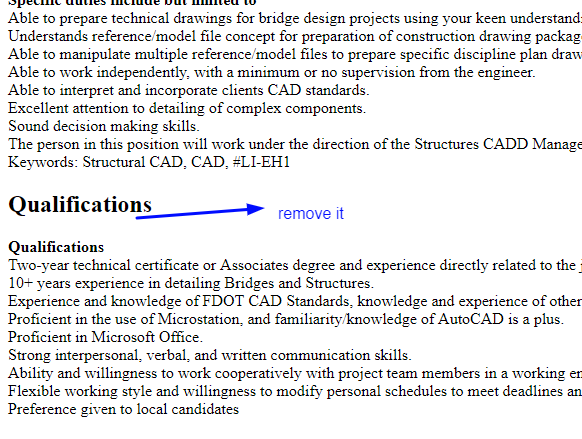 Specific duties include but limited to
Able to prepare technical drawings for bridge design projects using your keen understand
Understands reference/model file concept for preparation of construction drawing packag
Able to manipulate multiple reference/model files to prepare specific discipline plan draw
Able to work independently, with a minimum or no supervision from the engineer.
Able to interpret and incorporate clients CAD standards.
Excellent attention to detailing of complex components.
Sound decision making skills.
The person in this position will work under the direction of the Structures CADD Manage
Keywords: Structural CAD, CAD, #LI-EH1
Qualifications
remove it
Qualifications
Two-year technical certificate or Associates degree and experience directly related to the j
10+ years experience in detailing Bridges and Structures.
Experience and knowledge of FDOT CAD Standards, knowledge and experience of other
Proficient in the use of Microstation, and familiarity/knowledge of AutoCAD is a plus.
Proficient in Microsoft Office.
Strong interpersonal, verbal, and written communication skills.
Ability and willingness to work cooperatively with project team members in a working en
Flexible working style and willingness to modify personal schedules to meet deadlines an
Preference given to local candidates